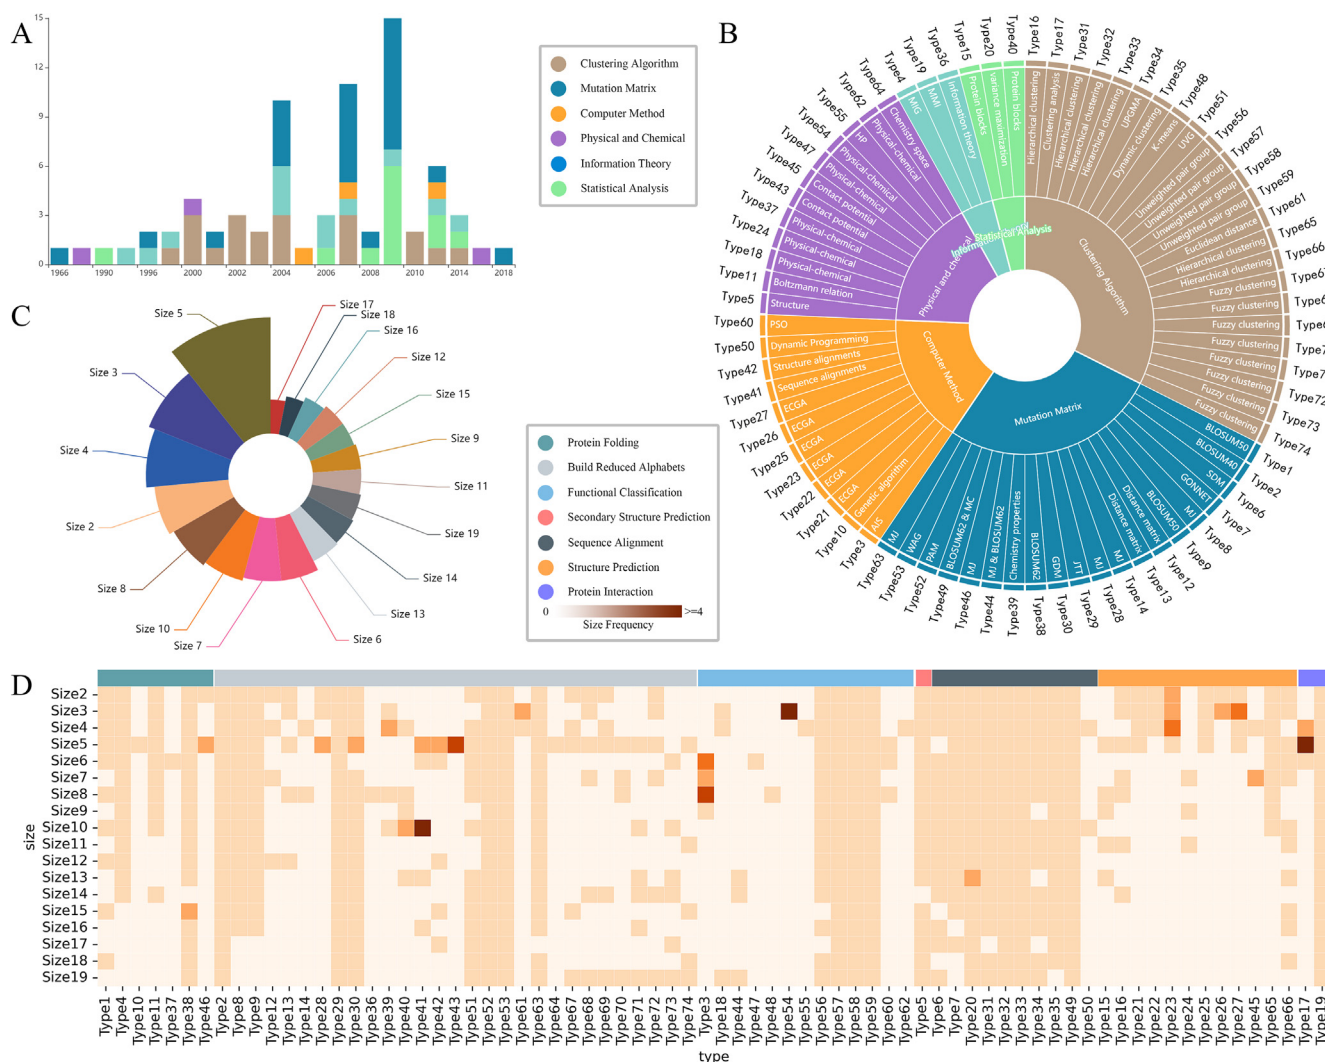 A
15
12
9
6
3
0
1966
1990
1996
2000
2002
2004
2006
2008
2010
2014
2018
Clustering Algorithm
Mutation Matrix
Computer Method
Physical and Chemical
Information Theory
Statistical Analysis
B
Type16
Type17
Type31
Type32
Type33
Type34
Type35
Type48
Type51
Type56
Type57
Type58
Type59
Type61
Type65
Type66
Type72
Type73
Type74
Type1
Type2
Type6
Type7
Type8
Type9
Type12
Type13
Type14
Type28
Type29
Type30
Type38
Type39
Type44
Type46
Type49
Type52
Type53
Type63
Type3
Type10
Type21
Type22
Type23
Type25
Type26
Type27
Type41
Type42
Type50
Type60
Type5
Type11
Type18
Type24
Type37
Type43
Type45
Type47
Type54
Type55
Type62
Type64
Type4
Type19
Type36
Type15
Type20
Type40
Hierarchical clustering
Clustering analysis
Hierarchical clustering
Hierarchical clustering
Hierarchical clustering
UPGMA
Dynamic clustering
K-means
UVG
Unweighted pair group
Unweighted pair group
Unweighted pair group
Unweighted pair group
Euclidean distance
Hierarchical clustering
Hierarchical clustering
Fuzzy clustering
Fuzzy clustering
Fuzzy clustering
Fuzzy clustering
Fuzzy clustering
Fuzzy clustering
Fuzzy clustering
Fuzzy clustering
BLOSUM50
BLOSUM40
SDM
GONNET
MJ
BLOSUM50
Distance matrix
Distance matrix
MJ
MJ
JTT
GDM
BLOSUM62
Chemistry properties
MJ & BLOSUM62
MJ
BLOSUM62 & MC
PAM
WAG
MJ
AIS
Genetic algorithm
ECGA
ECGA
ECGA
ECGA
ECGA
ECGA
Sequence alignments
Structure alignments
Dynamic Programming
PSO
Structure
Boltzmann relation
Physical-chemical
Physical-chemical
Physical-chemical
Contact potential
Contact potential
Physical-chemical
Physical-chemical
HP
Physical-chemical
Chemistry space
MIG
MMI
Information theory
Protein blocks
variance maximization
Protein blocks
Clustering Algorithm
Mutation Matrix
Computer Method
Physical and chemical
Statistical Analysis
C
Size 17
Size 18
Size 16
Size 12
Size 15
Size 9
Size 11
Size 19
Size 14
Size 13
Size 6
Size 7
Size 10
Size 8
Size 2
Size 4
Size 3
Size 5
Protein Folding
Build Reduced Alphabets
Functional Classification
Secondary Structure Prediction
Sequence Alignment
Structure Prediction
Protein Interaction
0 >=4
Size Frequency
D
size
Size2
Size3
Size4
Size5
Size6
Size7
Size8
Size9
Size10
Size11
Size12
Size13
Size14
Size15
Size16
Size17
Size18
Size19
Type1
Type4
Type10
Type11
Type37
Type38
Type46
Type2
Type8
Type9
Type12
Type13
Type14
Type28
Type29
Type30
Type36
Type39
Type40
Type41
Type42
Type43
Type51
Type52
Type53
Type61
Type63
Type64
Type67
Type68
Type69
Type70
Type71
Type72
Type73
Type74
Type3
Type18
Type44
Type47
Type48
Type54
Type55
Type56
Type57
Type58
Type59
Type60
Type62
Type5
Type6
Type7
Type20
Type31
Type32
Type33
Type34
Type35
Type49
Type50
Type15
Type16
Type21
Type22
Type23
Type24
Type25
Type26
Type27
Type45
Type65
Type66
Type17
Type19
type